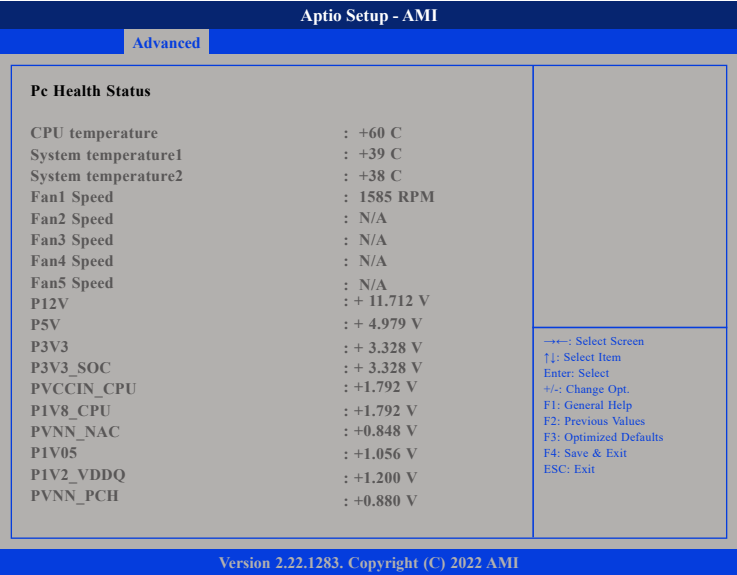 Aptio Setup - AMI
Advanced
Pc Health Status
CPU temperature : +60 C
System temperature1 : +39 C
System temperature2 : +38 C
Fan1 Speed : 1585 RPM
Fan2 Speed : N/A
Fan3 Speed : N/A
Fan4 Speed : N/A
Fan5 Speed : N/A
P12V : + 11.712 V
P5V : + 4.979 V
P3V3 : + 3.328 V
P3V3_SOC : + 3.328 V
PVCCIN_CPU : +1.792 V
P1V8_CPU : +1.792 V
PVNN_NAC : +0.848 V
P1V05 : +1.056 V
P1V2_VDDQ : +1.200 V
PVNN_PCH : +0.880 V
→←: Select Screen
↑↓: Select Item
Enter: Select
+/-: Change Opt.
F1: General Help
F2: Previous Values
F3: Optimized Defaults
F4: Save & Exit
ESC: Exit
Version 2.22.1283. Copyright (C) 2022 AMI